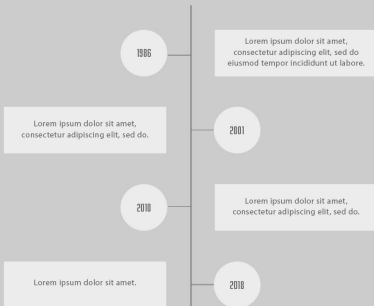 1986
Lorem ipsum dolor sit amet,
consectetur adipiscing elit, sed do
eiusmod tempor incididunt ut labore.
Lorem ipsum dolor sit amet,
consectetur adipiscing elit, sed do.
2001
2010
Lorem ipsum dolor sit amet,
consectetur adipiscing elit, sed do.
Lorem ipsum dolor sit amet.
2018